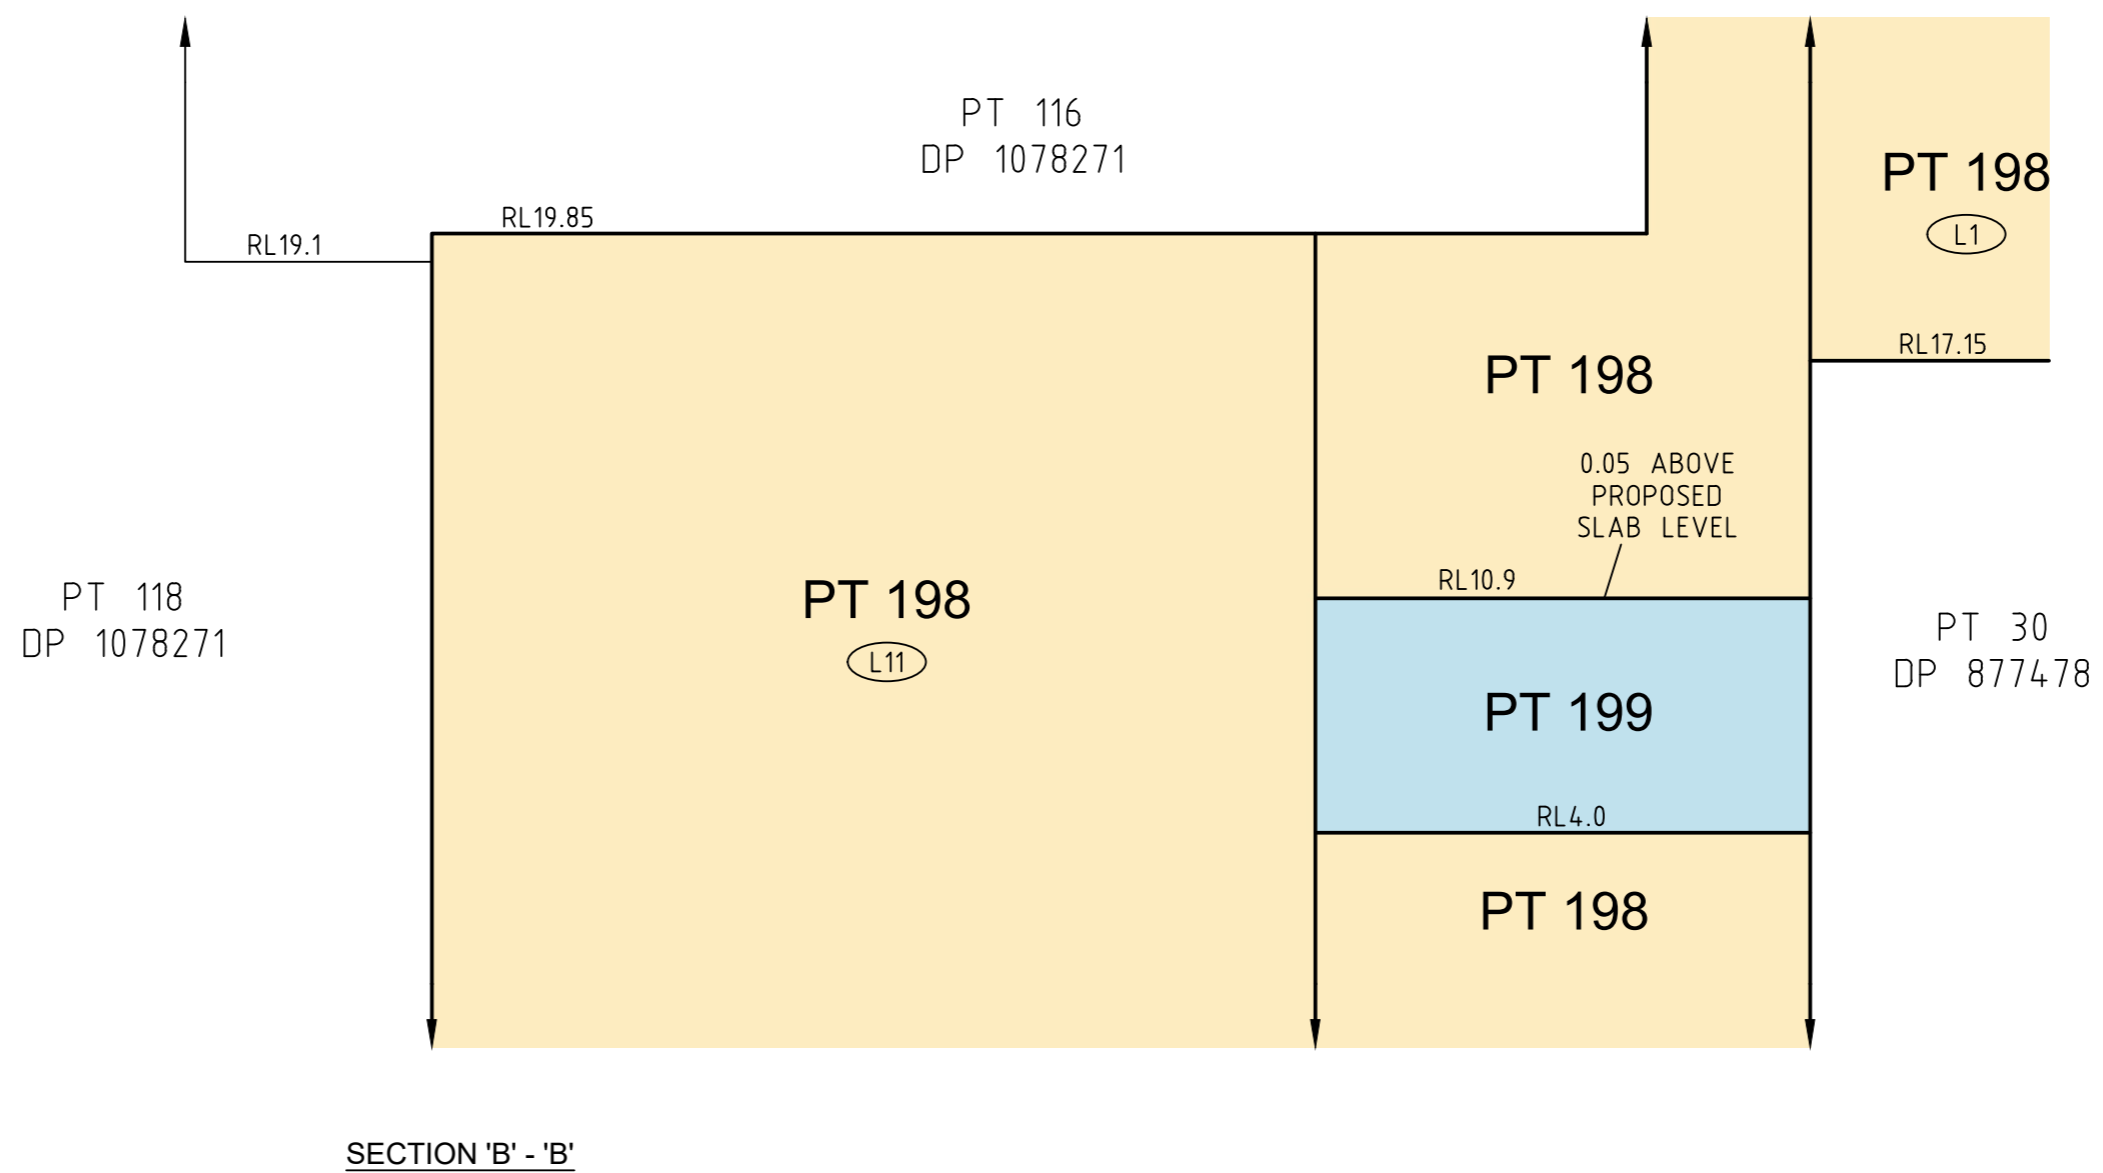 PT 116
DP 1078271
PT 198
L1
RL19.85
RL19.1
RL17.15
PT 198
0.05 ABOVE
PROPOSED
SLAB LEVEL
RL10.9
PT 118
DP 1078271
PT 198
L11
PT 30
DP 877478
PT 199
RL4.0
PT 198
SECTION 'B' - 'B'